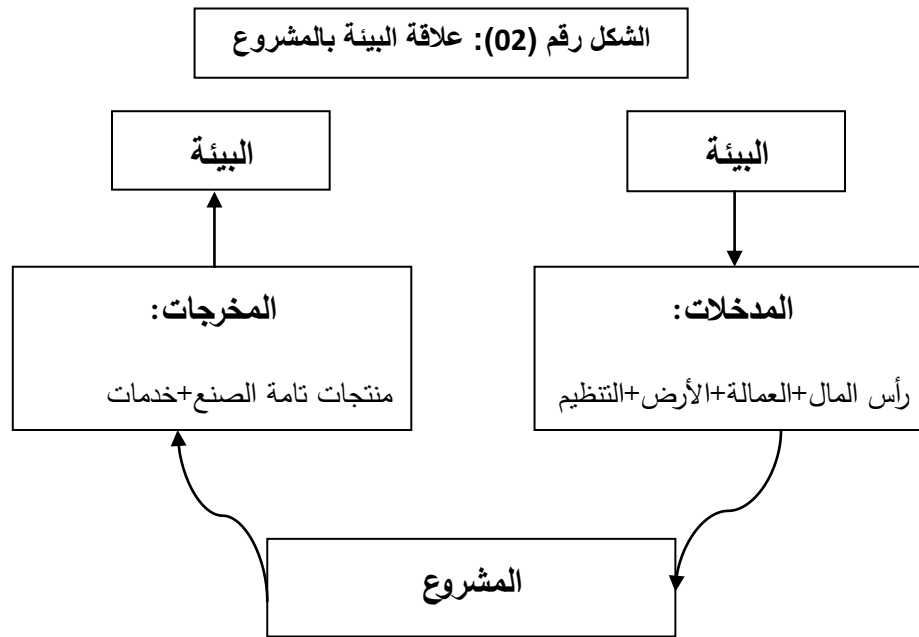 الشكل رقم (02): علاقة البيئة بالمشروع
البيئة
البيئة
المدخلات:
رأس المال+العمالة+الأرض+التنظيم
المخرجات:
منتجات تامة الصنع+خدمات
المشروع